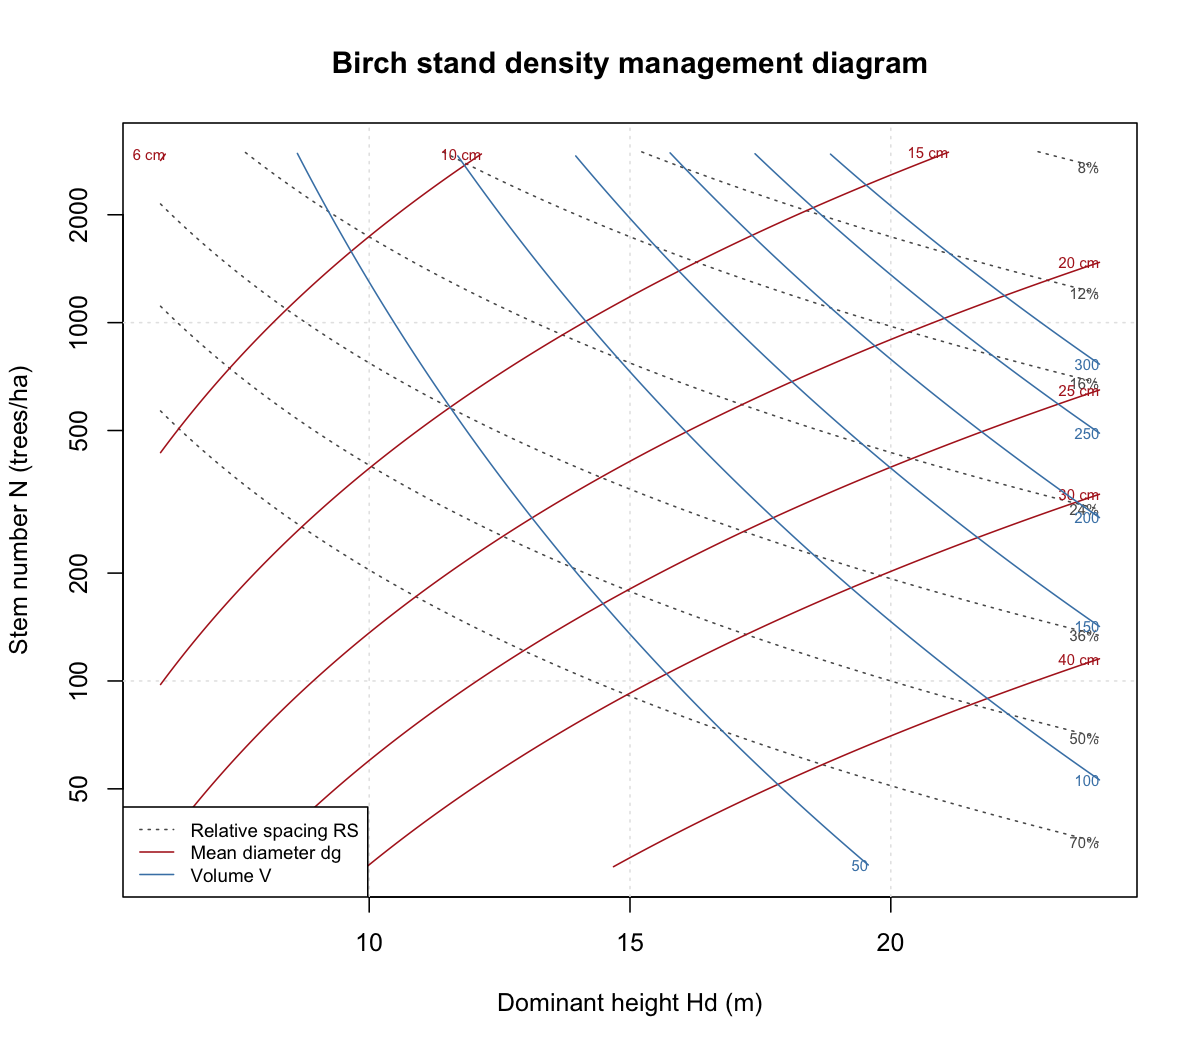 Birch stand density management diagram
6 cm
10 cm
15 cm
8%
20 cm
12%
300
16%
25 cm
250
30 cm
24%
200
150
36%
40 cm
50%
100
70%
50
Relative spacing RS
Mean diameter dg
Volume V
2000
1000
500
200
100
50
Stem number N (trees/ha)
10
15
20
Dominant height Hd (m)